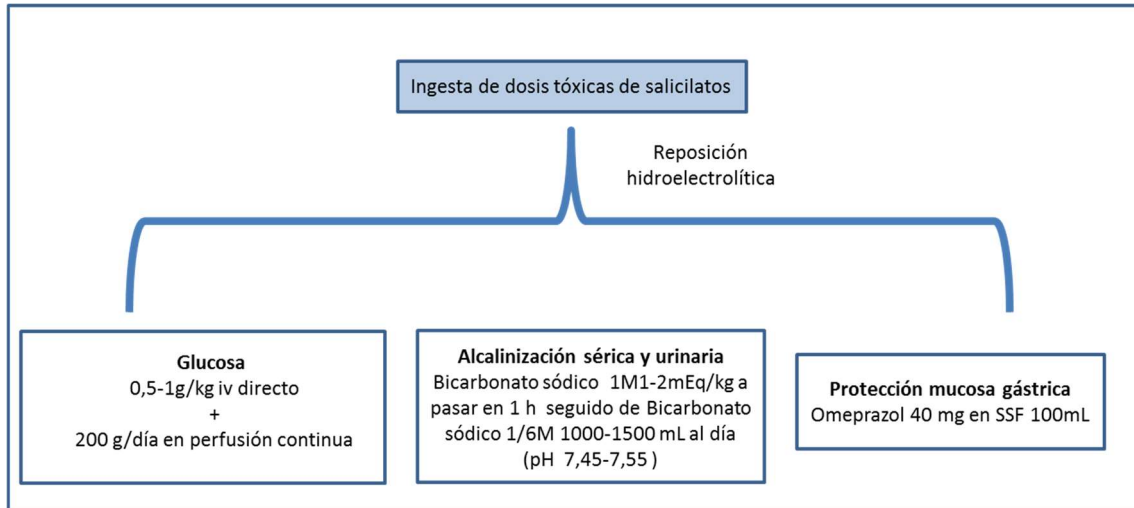 Ingesta de dosis tóxicas de salicilatos
Reposición
hidroelectrolítica
Glucosa
0,5-1g/kg iv directo
+
200 g/día en perfusión continua
Alcalinización sérica y urinaria
Bicarbonato sódico 1M1-2mEq/kg a
pasar en 1 h seguido de Bicarbonato
sódico 1/6M 1000-1500 mL al día
(pH 7,45-7,55 )
Protección mucosa gástrica
Omeprazol 40 mg en SSF 100mL